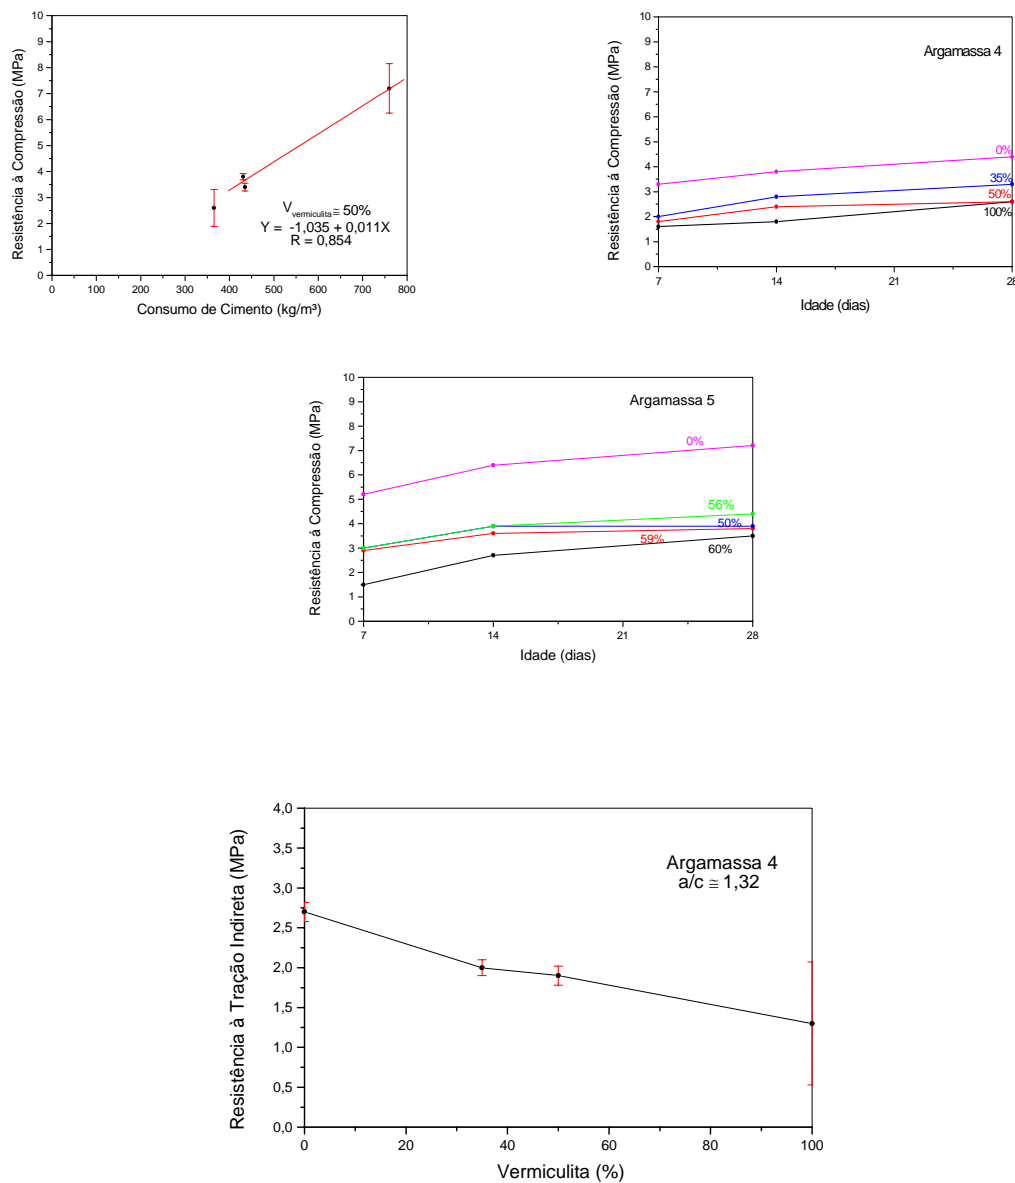 Resistência á Compressão (MPa)
10
9
8
7
6
5
4
3
2
1
0
V vermiculita ≅ 50%
Y = -1,035 + 0,011X
R = 0,854
0 100 200 300 400 500 600 700 800
Consumo de Cimento (kg/m³)
Resistência á Compressão (MPa)
10
9
8
7
6
5
4
3
2
1
0
Argamassa 4
0%
35%
50%
100%
7 14 21 28
Idade (dias)
Resistência á Compressão (MPa)
10
9
8
7
6
5
4
3
2
1
0
Argamassa 5
0%
56%
50%
59%
60%
7 14 21 28
Idade (dias)
Resistência à Tração Indireta (MPa)
4,0
3,5
3,0
2,5
2,0
1,5
1,0
0,5
0,0
Argamassa 4
a/c ≅ 1,32
0 20 40 60 80 100
Vermiculita (%)